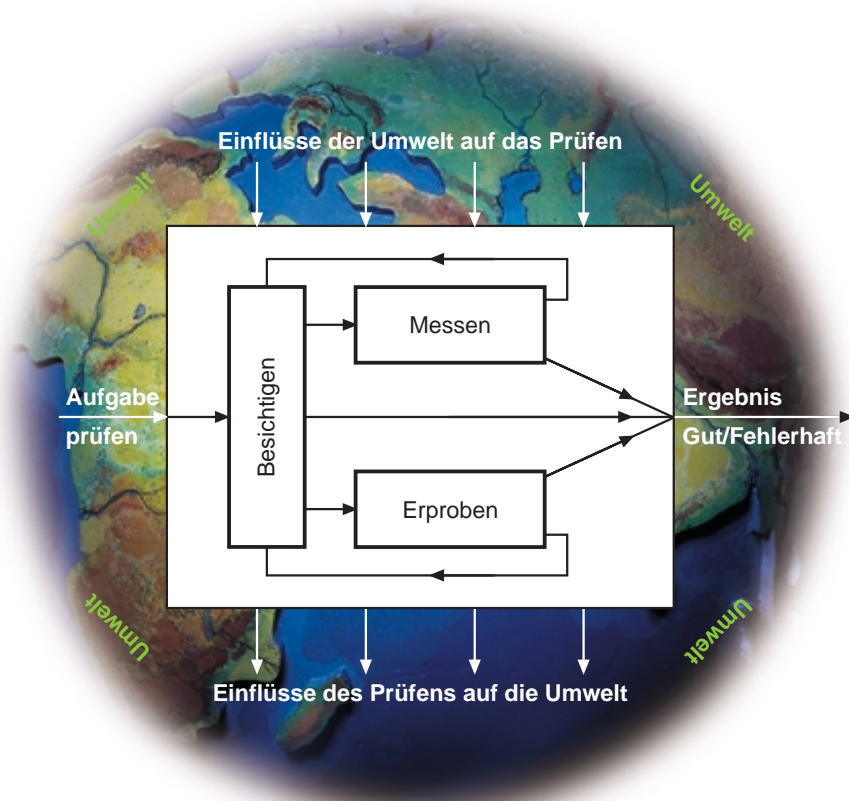 Einflüsse der Umwelt auf das Prüfen
Umwelt
Umwelt
Messen
Besichtigen
Aufgabe
prüfen
Ergebnis
Gut/Fehlerhaft
Erproben
Umwelt
Umwelt
Einflüsse des Prüfens auf die Umwelt